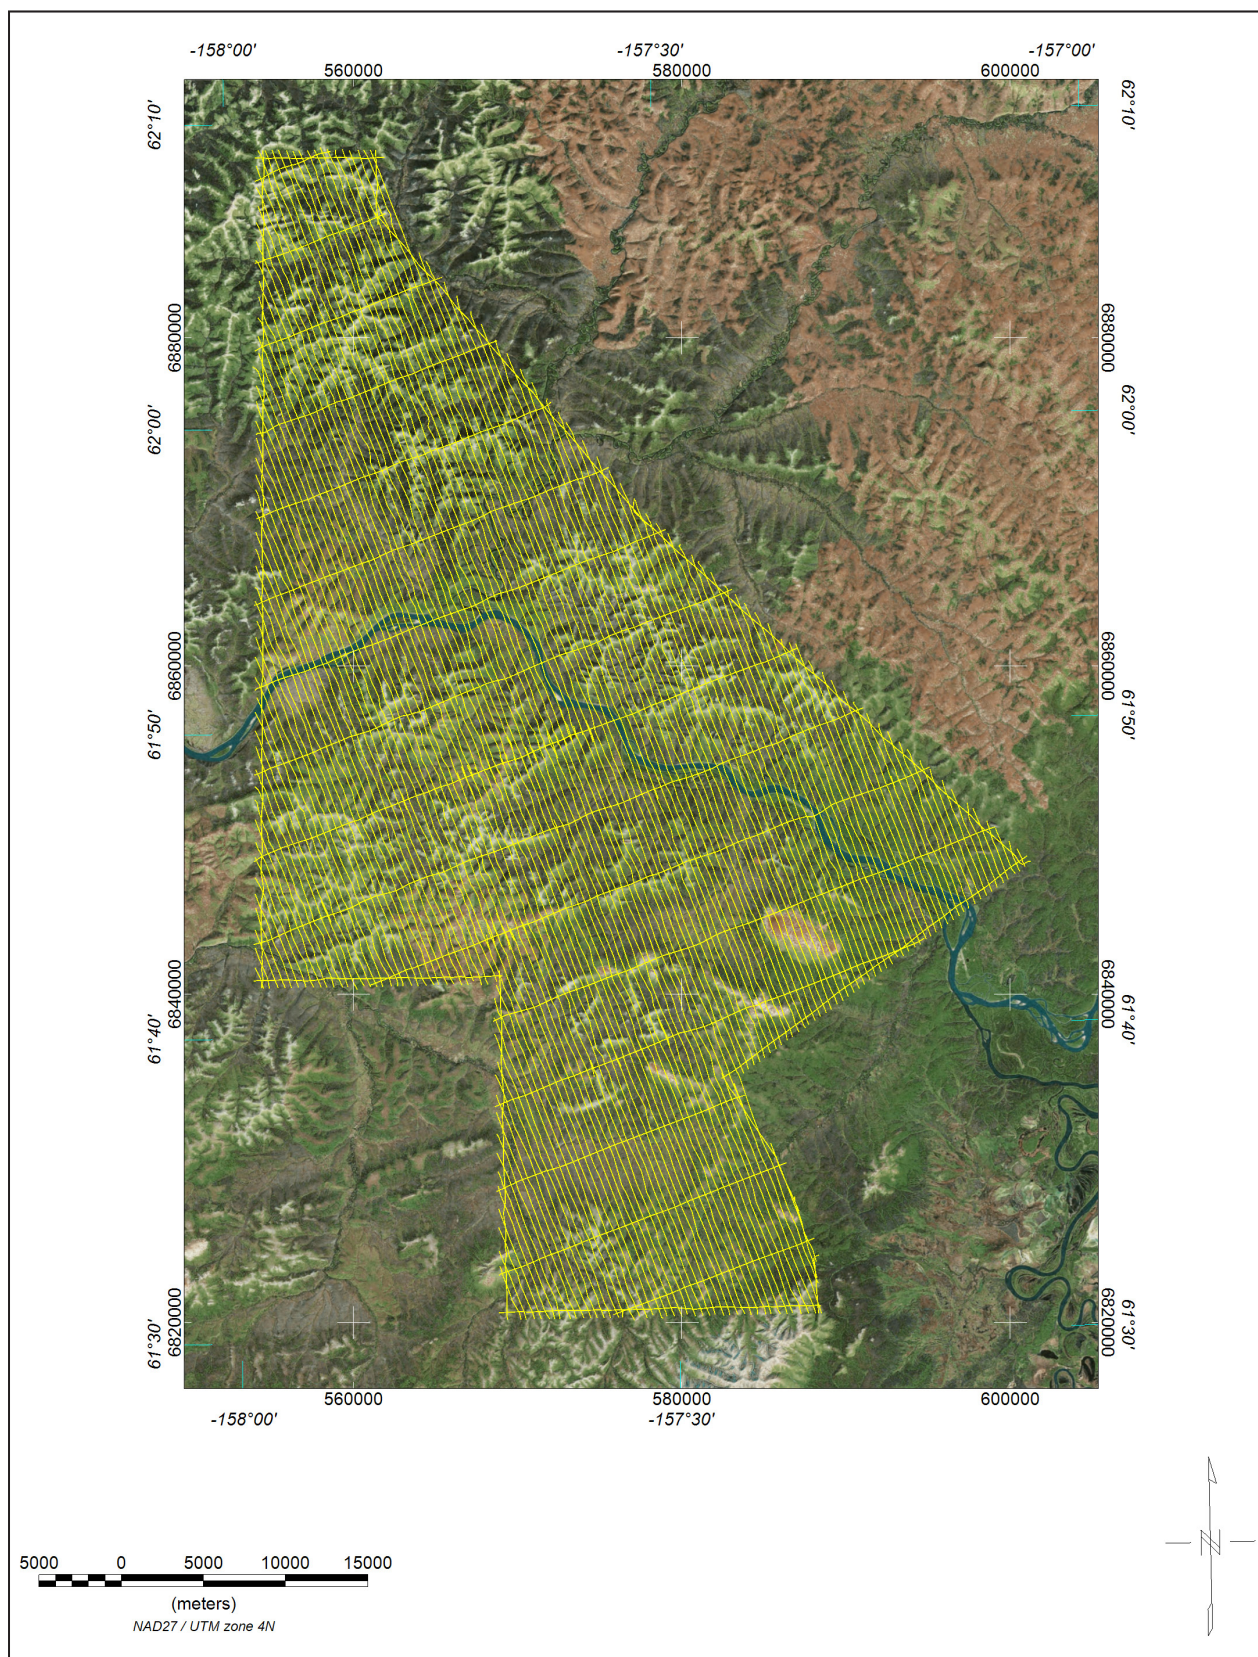 -158°00' -157°30' -157°00'
560000 580000 600000
62°10' 62°10'
6880000 6880000
62°00' 62°00'
6860000 6860000
61°50' 61°50'
6840000 6840000
61°40' 61°40'
6820000 6820000
61°30' 61°30'
560000 580000 600000
-158°00' -157°30'
N
5000 0 5000 10000 15000
(meters)
NAD27 / UTM zone 4N